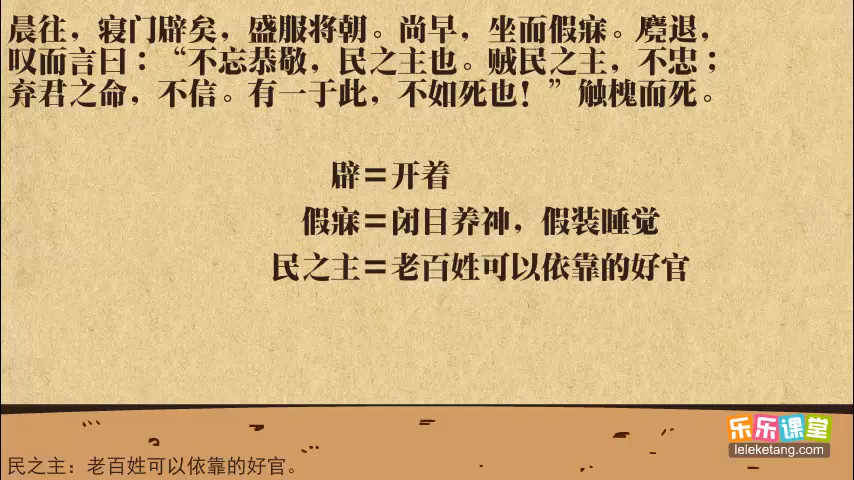 晨往，寝门辟矣，盛服将朝。尚早，坐而假寐。麑退，
叹而言曰：“不忘恭敬，民之主也。贼民之主，不忠；
弃君之命，不信。有一于此，不如死也！”触槐而死。
辟＝开着
假寐＝闭目养神，假装睡觉
民之主＝老百姓可以依靠的好官
乐乐课堂
leleketang.com
民之主：老百姓可以依靠的好官。